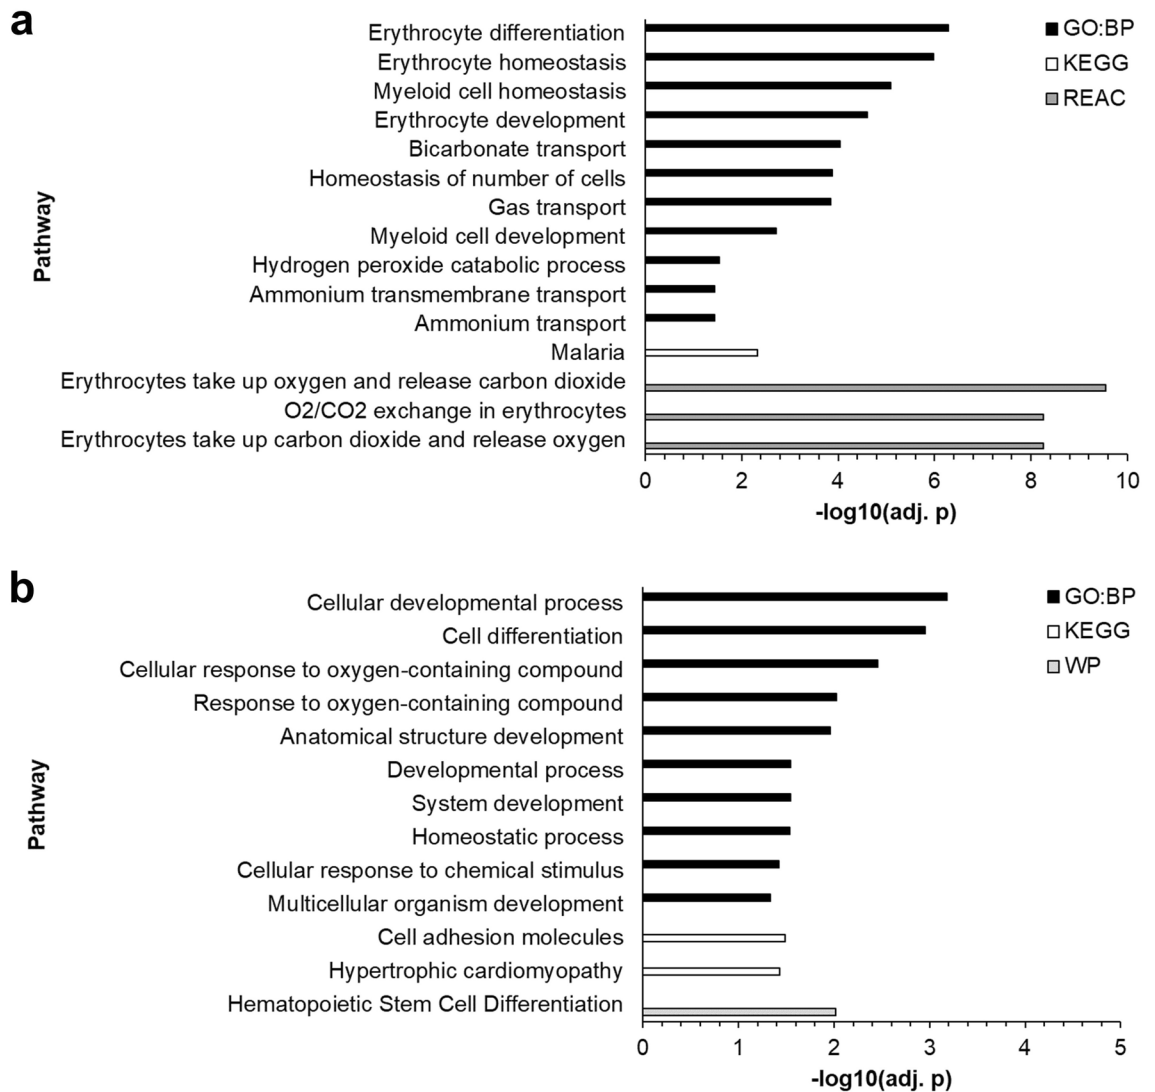 a
Erythrocyte differentiation
Erythrocyte homeostasis
Myeloid cell homeostasis
Erythrocyte development
Bicarbonate transport
Homeostasis of number of cells
Gas transport
Myeloid cell development
Hydrogen peroxide catabolic process
Ammonium transmembrane transport
Ammonium transport
Malaria
Erythrocytes take up oxygen and release carbon dioxide
O2/CO2 exchange in erythrocytes
Erythrocytes take up carbon dioxide and release oxygen
Pathway
0 2 4 6 8 10
-log10(adj. p)
GO:BP
KEGG
REAC
b
Cellular developmental process
Cell differentiation
Cellular response to oxygen-containing compound
Response to oxygen-containing compound
Anatomical structure development
Developmental process
System development
Homeostatic process
Cellular response to chemical stimulus
Multicellular organism development
Cell adhesion molecules
Hypertrophic cardiomyopathy
Hematopoietic Stem Cell Differentiation
Pathway
0 1 2 3 4 5
-log10(adj. p)
GO:BP
KEGG
WP